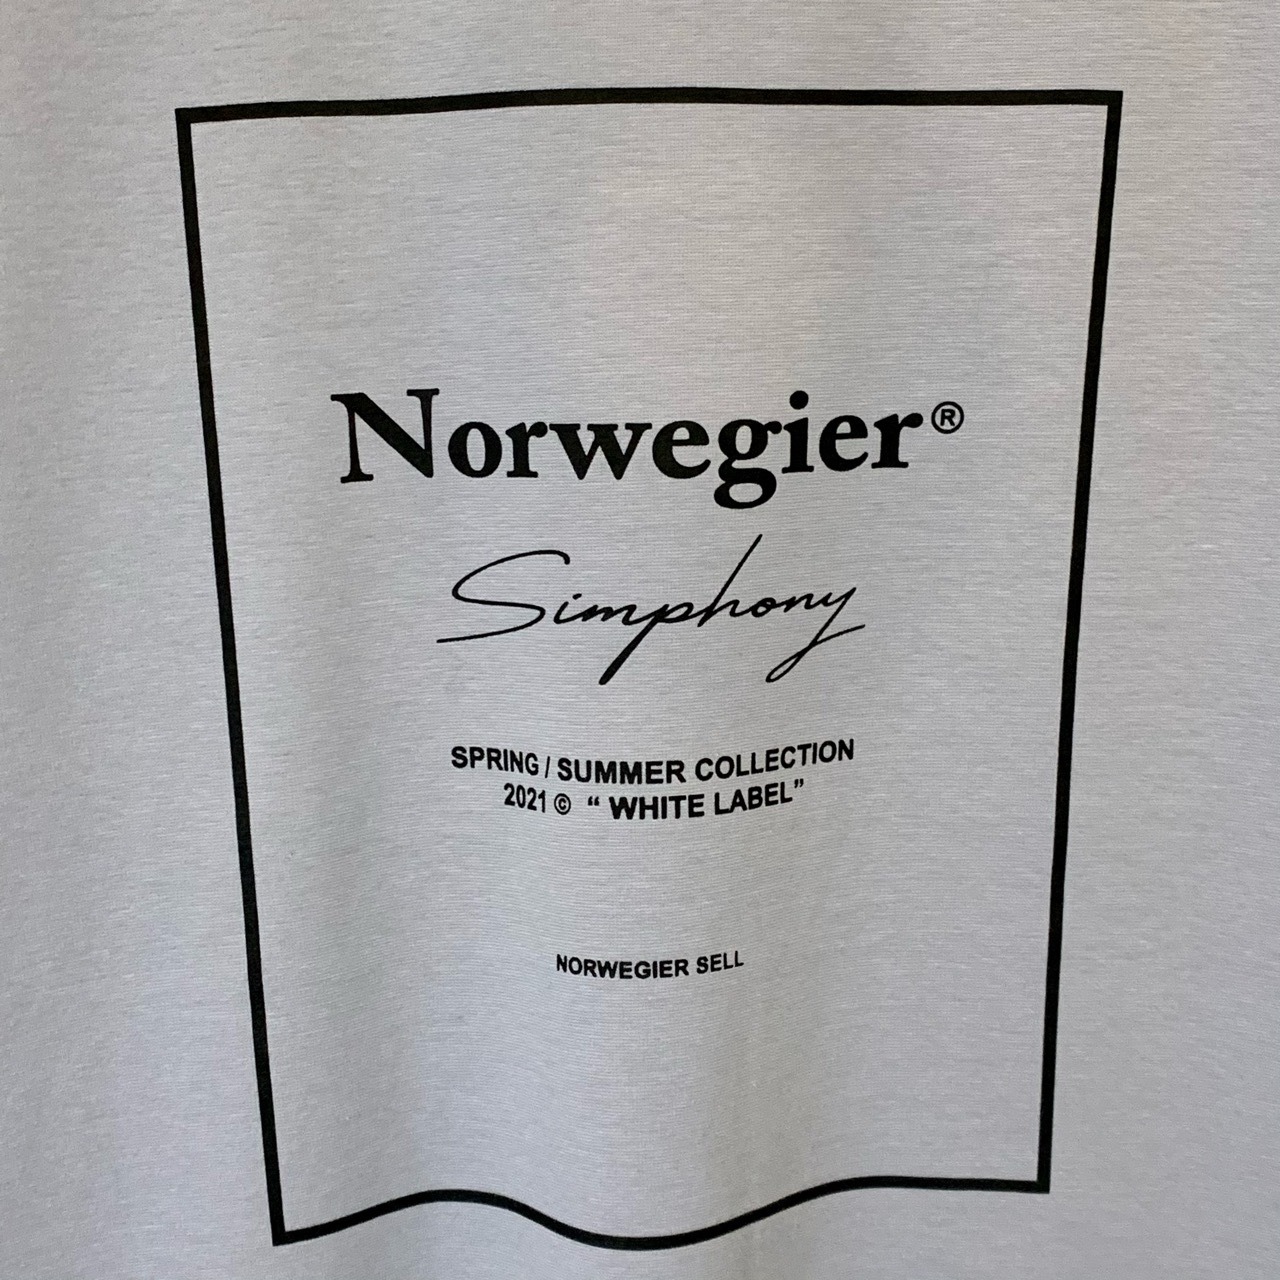 Norwegier®
Simphony
SPRING / SUMMER COLLECTION
2021 © “ WHITE LABEL”
NORWEGIER SELL